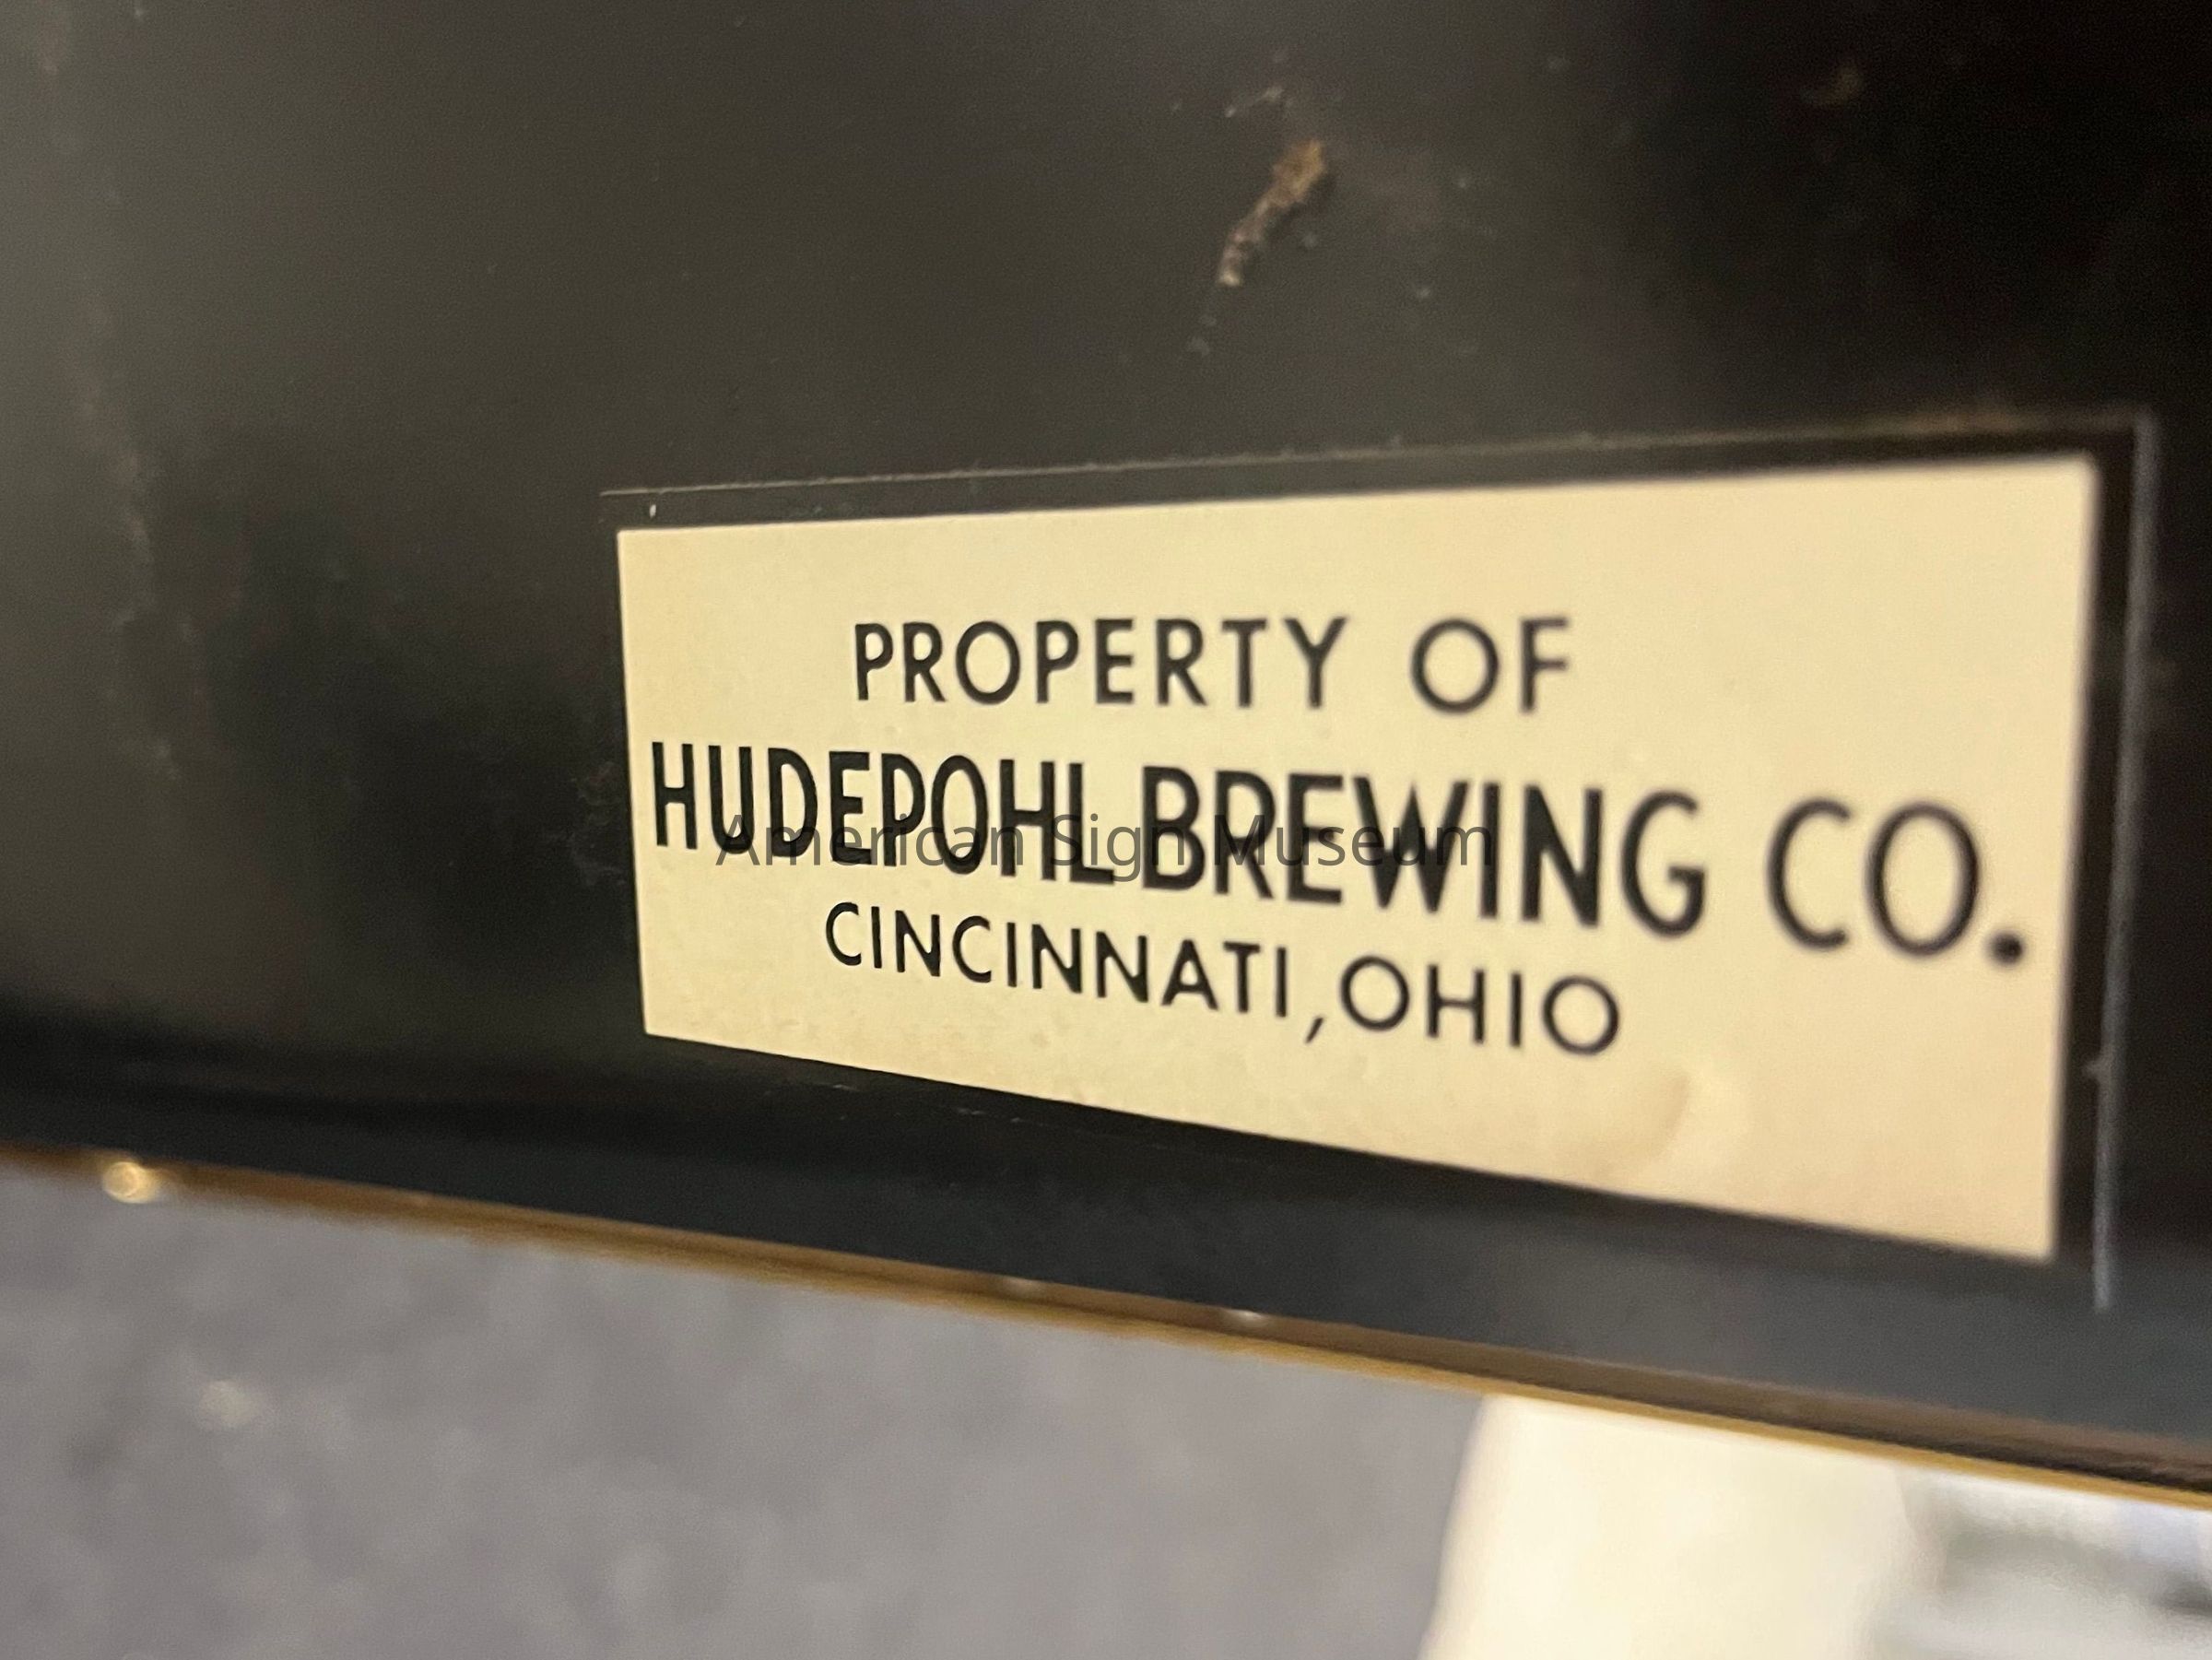 PROPERTY OF
HUDEPOHL BREWING CO.
American Sign Museum
CINCINNATI, OHIO